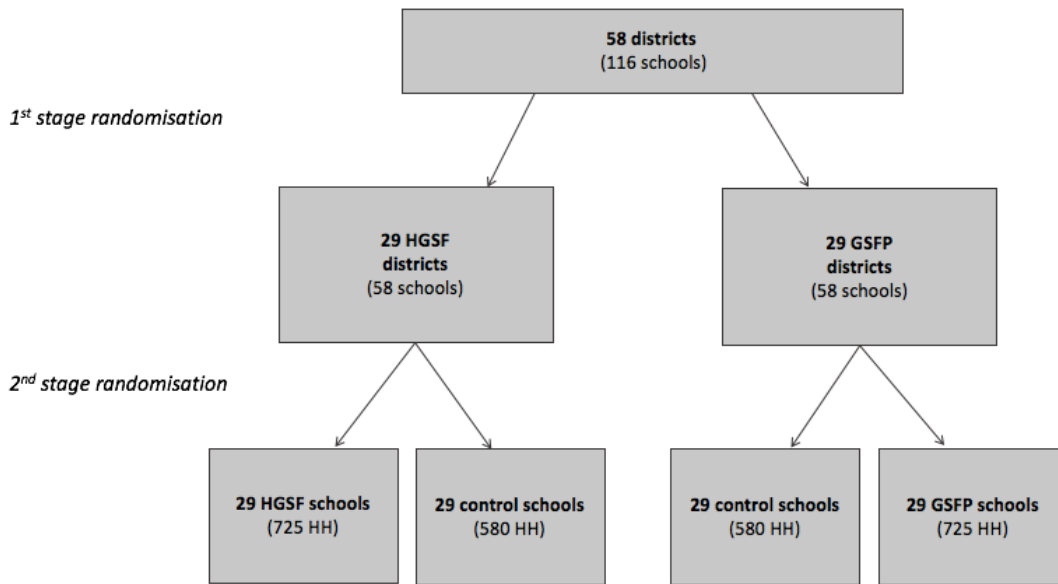 58 districts
(116 schools)
1st stage randomisation
29 HGSF
districts
(58 schools)
29 GSFP
districts
(58 schools)
2nd stage randomisation
29 HGSF schools
(725 HH)
29 control schools
(580 HH)
29 control schools
(580 HH)
29 GSFP schools
(725 HH)